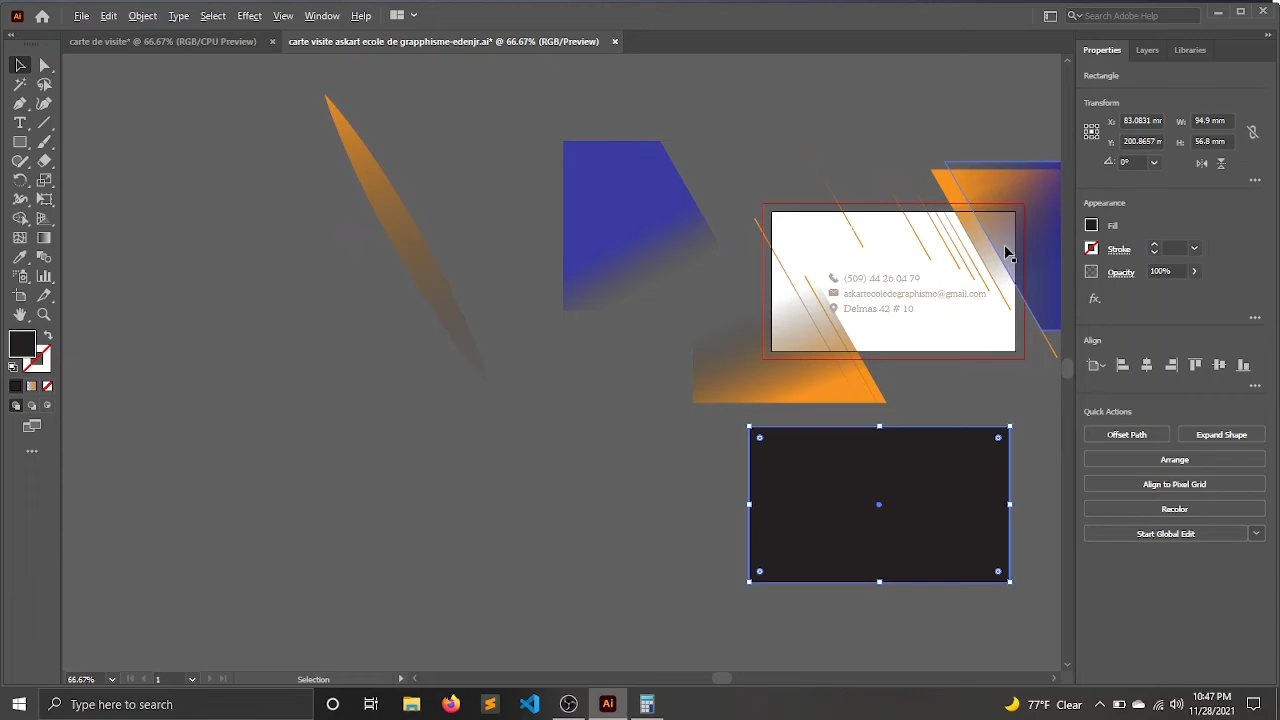 File Edit Object Type Select Effect View Window Help
Search Adobe Help
carte de visite* @ 66.67% (RGB/CPU Preview)
carte visite askart ecole de grapphisme-edenjr.ai* @ 66.67% (RGB/Preview)
Properties Layers Libraries
Rectangle
Transform
X: 83.0831 mr W: 94.9 mm
Y: 200.8657 r H: 56.8 mm
0°
Appearance
Fill
Stroke
Opacity 100%
fx.
Align
Quick Actions
Offset Path Expand Shape
Arrange
Align to Pixel Grid
Recolor
Start Global Edit
(509) 44 26 04 79
askartecoledegraphisme@gmail.com
Delmas 42 # 10
66.67% 1 Selection
Type here to search
Ai
77°F Clear
10:47 PM
11/28/2021